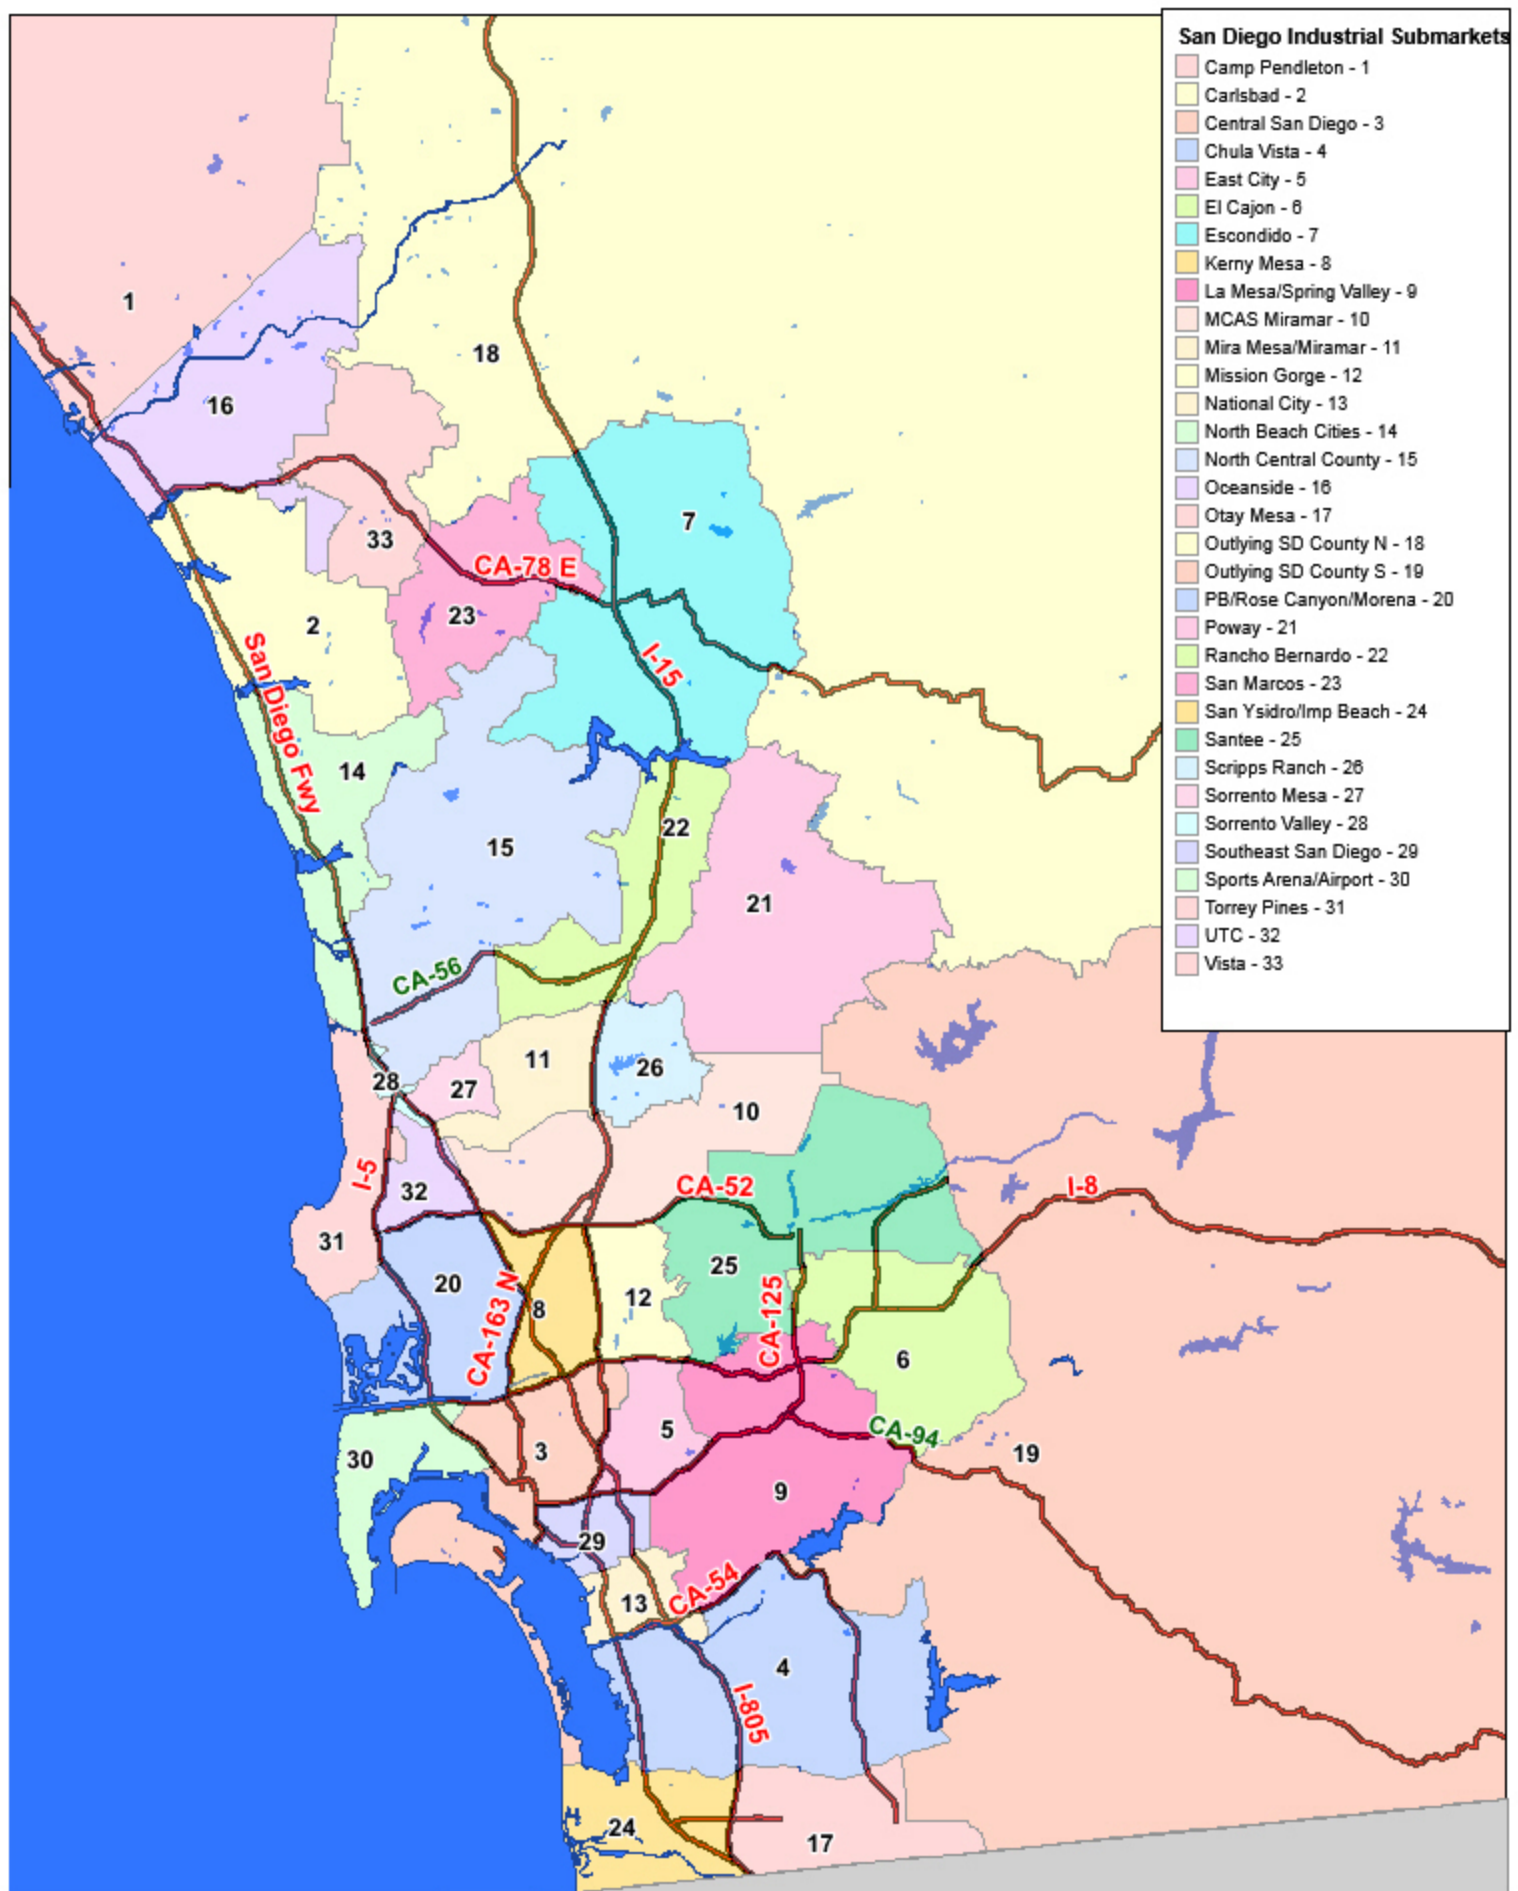 San Diego Industrial Submarkets
Camp Pendleton - 1
Carlsbad - 2
Central San Diego - 3
Chula Vista - 4
East City - 5
El Cajon - 6
Escondido - 7
Kerny Mesa - 8
La Mesa/Spring Valley - 9
MCAS Miramar - 10
Mira Mesa/Miramar - 11
Mission Gorge - 12
National City - 13
North Beach Cities - 14
North Central County - 15
Oceanside - 16
Otay Mesa - 17
Outlying SD County N - 18
Outlying SD County S - 19
PB/Rose Canyon/Morena - 20
Poway - 21
Rancho Bernardo - 22
San Marcos - 23
San Ysidro/Imp Beach - 24
Santee - 25
Scripps Ranch - 26
Sorrento Mesa - 27
Sorrento Valley - 28
Southeast San Diego - 29
Sports Arena/Airport - 30
Torrey Pines - 31
UTC - 32
Vista - 33
1
18
16
7
33
CA-78 E
23
2
San Diego Fwy
I-15
14
22
15
21
CA-56
11
26
28
27
10
I-5
32
CA-52
I-8
31
25
20
CA-163 N
8
12
CA-125
6
5
CA-94
3
19
30
9
29
13
CA-54
4
I-805
24
17